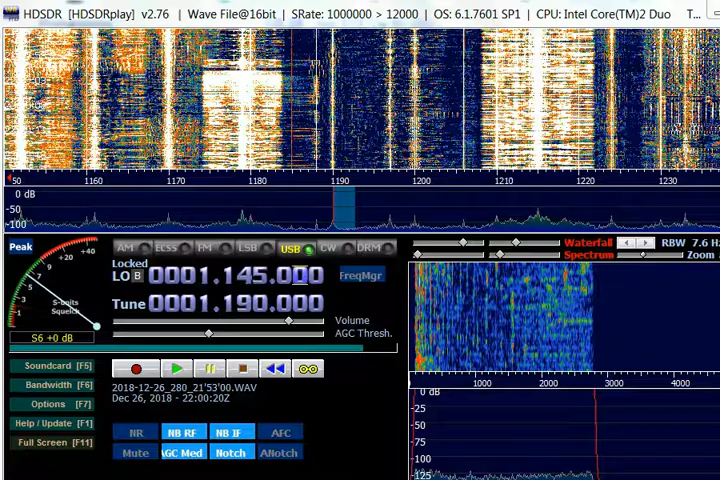 HDSDR [HDSDRplay] v2.76 | Wave File@16bit | SRate: 1000000 > 12000 | OS: 6.1.7601 SP1 | CPU: Intel Core(TM)2 Duo T...
50 1160 1170 1180 1190 1200 1210 1220 1230
0 dB
-50
-100
Peak
+20 +40
9
7
5
3
1
S-units
Squelch
S6 +0 dB
AM ECSS FM LSB USB CW DRM
Locked
LO B 0001.145.000 FreqMgr
Tune 0001.190.000
Volume
AGC Thresh.
Waterfall RBW 7.6 Hz
Spectrum Zoom
Soundcard [F5]
Bandwidth [F6]
Options [F7]
Help / Update [F1]
Full Screen [F11]
2018-12-26_280_21'53'00.WAV
Dec 26, 2018 - 22:00:20Z
NR NB RF NB IF AFC
Mute AGC Med Notch ANotch
0 1000 2000 3000 4000
0 dB
-25
-50
-75
-100
-125